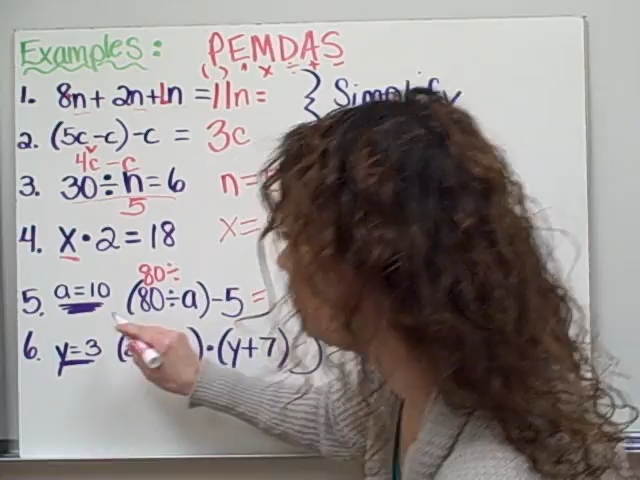 Examples: PEMDAS
( ) ^ × ÷ + -
1. 8n + 2n + 1n = 11n = } Simplify
2. (5c - c) - c = 3c
4c - c
3. 30 ÷ n = 6 n =
5
4. x · 2 = 18 x =
80 ÷
5. a = 10 (80 ÷ a) - 5 =
6. y = 3 ( ) · (y + 7)